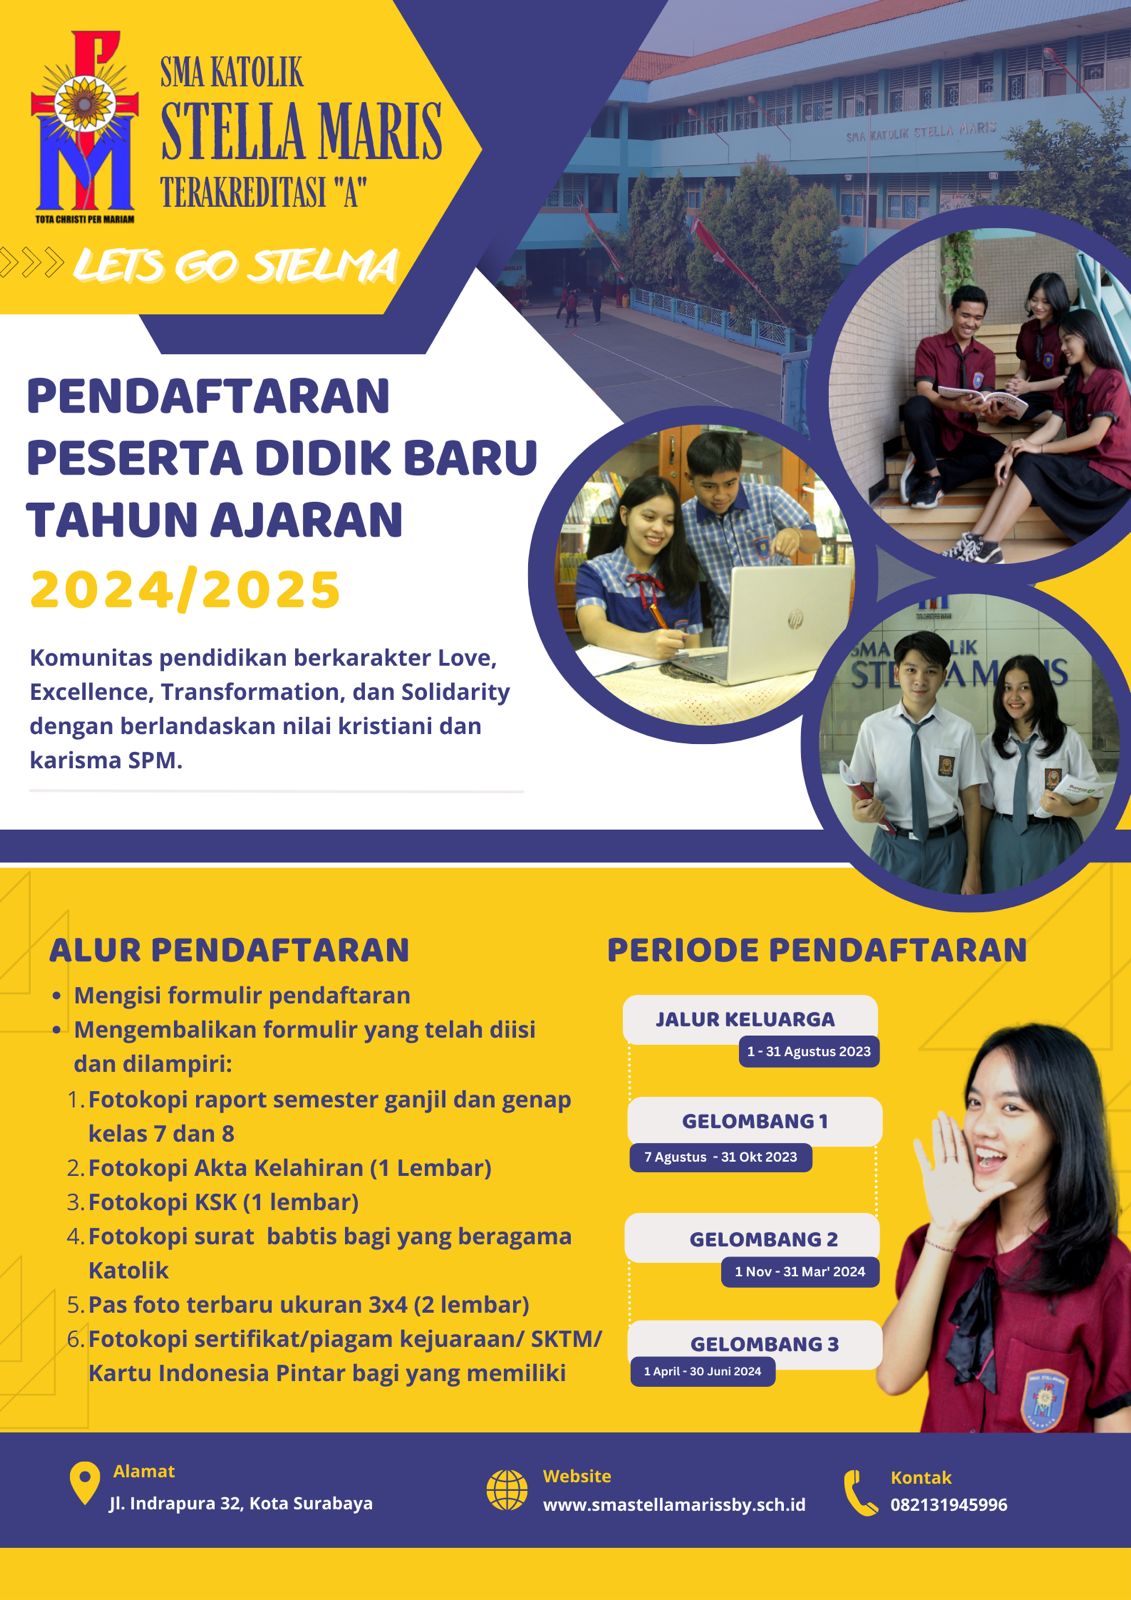 TOTA CHRISTI PER MARIAM
SMA KATOLIK
STELLA MARIS
TERAKREDITASI "A"
LETS GO STELMA
SMA KATOLIK STELLA MARIS
PENDAFTARAN
PESERTA DIDIK BARU
TAHUN AJARAN
2024/2025
Komunitas pendidikan berkarakter Love,
Excellence, Transformation, dan Solidarity
dengan berlandaskan nilai kristiani dan
karisma SPM.
hp
SMA LIK
STE MARIS
ALUR PENDAFTARAN
• Mengisi formulir pendaftaran
• Mengembalikan formulir yang telah diisi
dan dilampiri:
1. Fotokopi raport semester ganjil dan genap
kelas 7 dan 8
2. Fotokopi Akta Kelahiran (1 Lembar)
3. Fotokopi KSK (1 lembar)
4. Fotokopi surat babtis bagi yang beragama
Katolik
5. Pas foto terbaru ukuran 3x4 (2 lembar)
6. Fotokopi sertifikat/piagam kejuaraan/ SKTM/
Kartu Indonesia Pintar bagi yang memiliki
PERIODE PENDAFTARAN
JALUR KELUARGA
1 - 31 Agustus 2023
GELOMBANG 1
7 Agustus - 31 Okt 2023
GELOMBANG 2
1 Nov - 31 Mar' 2024
GELOMBANG 3
1 April - 30 Juni 2024
Alamat
Jl. Indrapura 32, Kota Surabaya
Website
www.smastellamarissby.sch.id
Kontak
082131945996